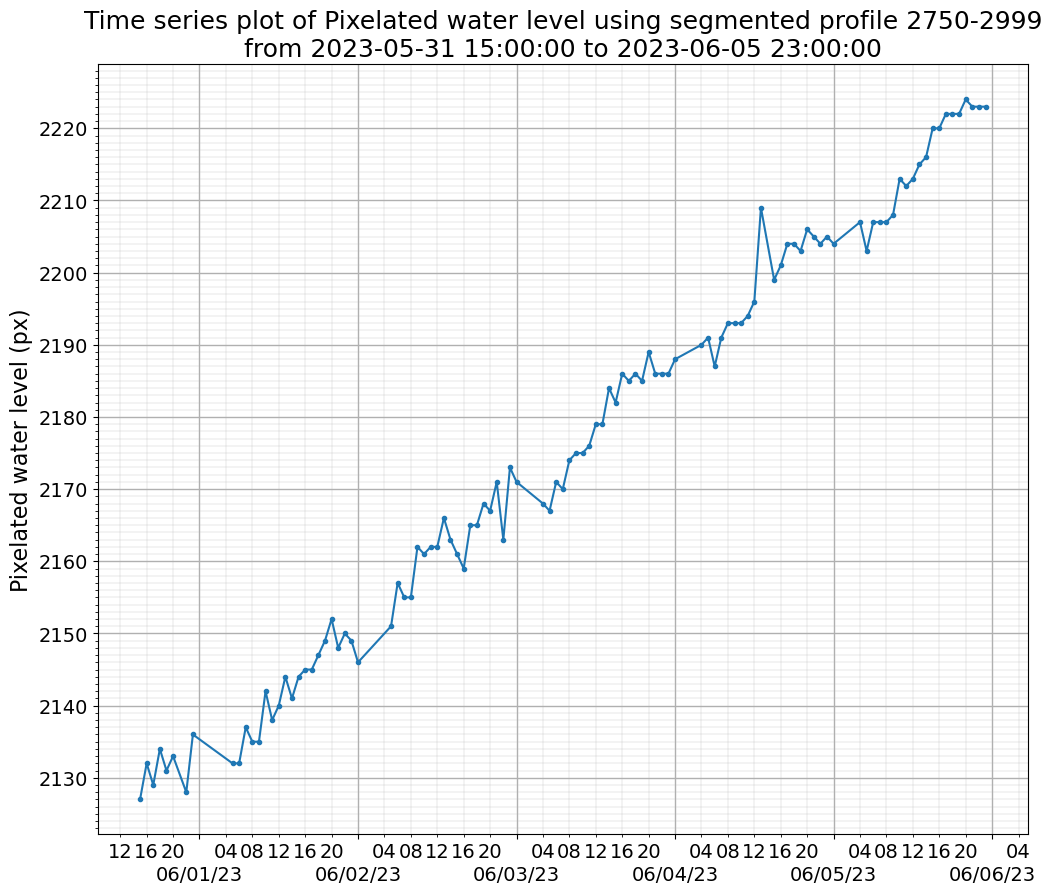 Time series plot of Pixelated water level using segmented profile 2750-2999
from 2023-05-31 15:00:00 to 2023-06-05 23:00:00
Pixelated water level (px)
2220
2210
2200
2190
2180
2170
2160
2150
2140
2130
12 16 20 04 08 12 16 20 04 08 12 16 20 04 08 12 16 20 04 08 12 16 20 04 08 12 16 20 04
06/01/23 06/02/23 06/03/23 06/04/23 06/05/23 06/06/23